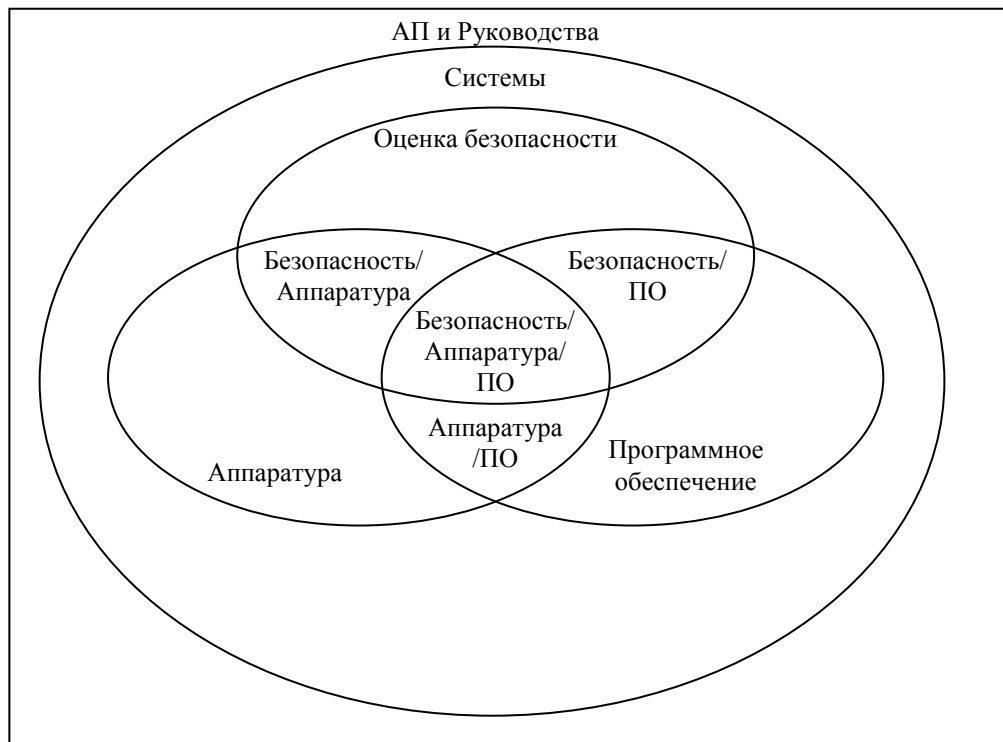 АП и Руководства
Системы
Оценка безопасности
Безопасность/
Аппаратура
Безопасность/
ПО
Безопасность/
Аппаратура/
ПО
Аппаратура
/ПО
Аппаратура
Программное
обеспечение